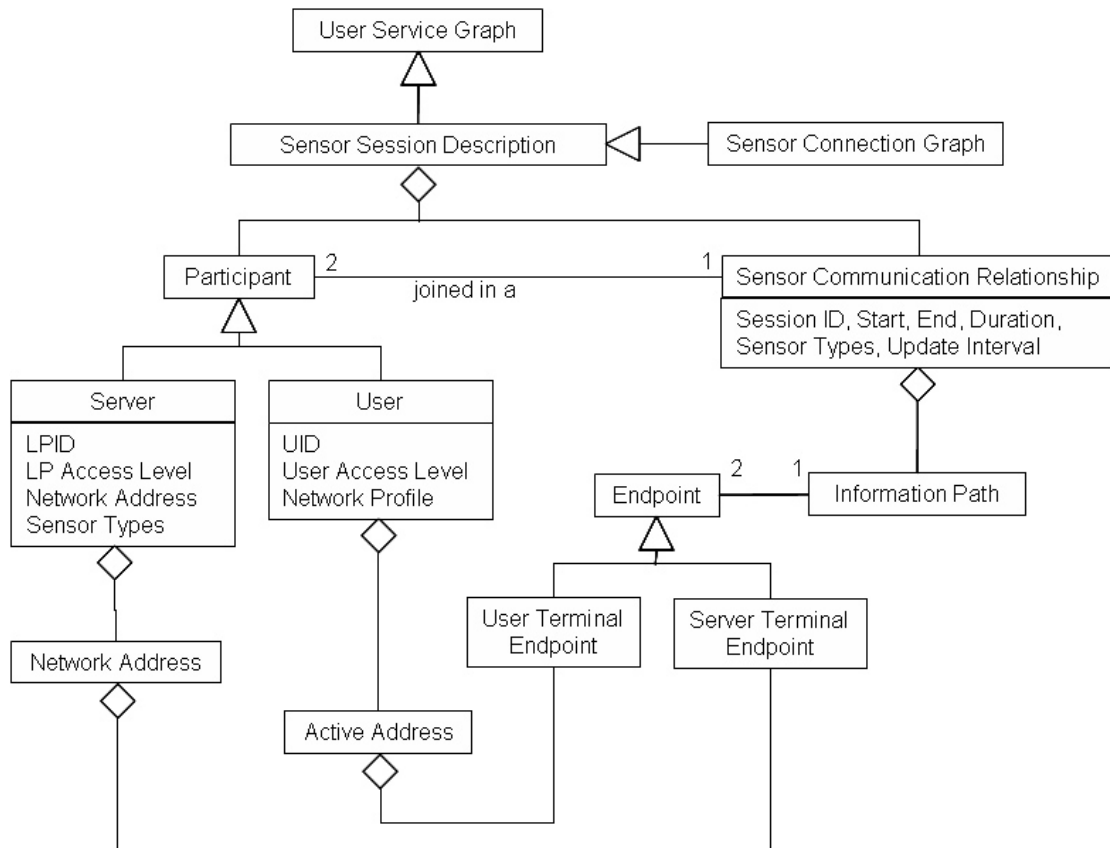 User Service Graph
Sensor Session Description
Sensor Connection Graph
Participant
2
joined in a
1
Sensor Communication Relationship
Session ID, Start, End, Duration,
Sensor Types, Update Interval
Server
LPID
LP Access Level
Network Address
Sensor Types
User
UID
User Access Level
Network Profile
Endpoint
2
1
Information Path
User Terminal
Endpoint
Server Terminal
Endpoint
Network Address
Active Address